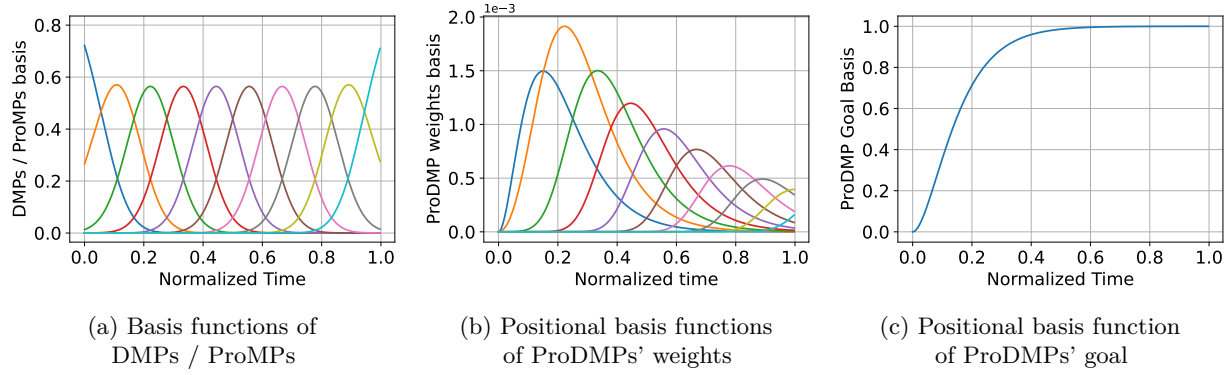 DMPs / ProMPs basis
0.8
0.6
0.4
0.2
0.0
0.0 0.2 0.4 0.6 0.8 1.0
Normalized Time
(a) Basis functions of
DMPs / ProMPs
1e−3
ProDMP weights basis
2.0
1.5
1.0
0.5
0.0
0.0 0.2 0.4 0.6 0.8 1.0
Normalized time
(b) Positional basis functions
of ProDMPs' weights
ProDMP Goal Basis
1.0
0.8
0.6
0.4
0.2
0.0
0.0 0.2 0.4 0.6 0.8 1.0
Normalized Time
(c) Positional basis function
of ProDMPs' goal